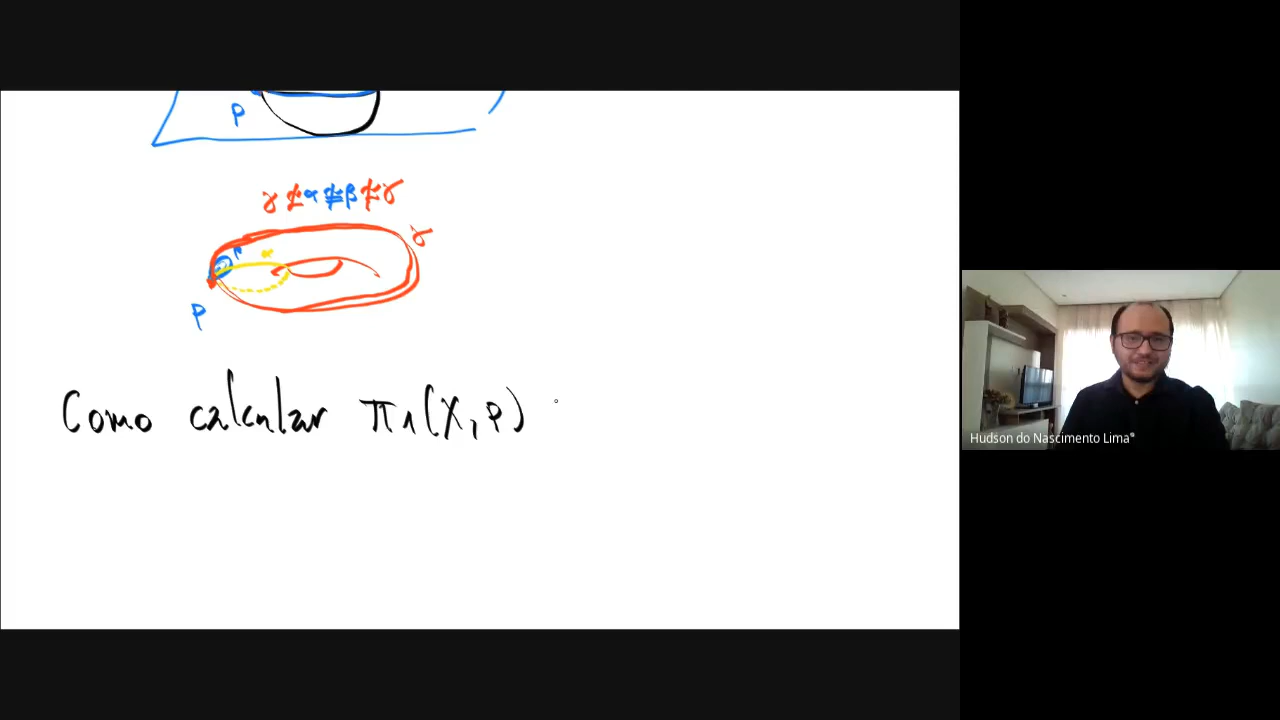 p
γ ≄ α ≄ β ≄ γ
γ
β α
p
Como calcular π1(X, p)
Hudson do Nascimento Lima